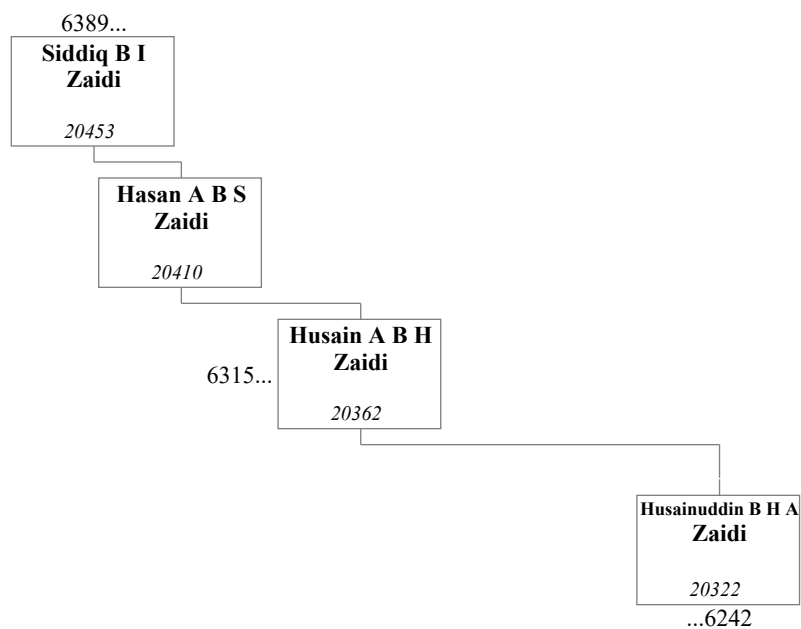 6389...
Siddiq B I
Zaidi
20453
Hasan A B S
Zaidi
20410
Husain A B H
Zaidi
6315...
20362
Husainuddin B H A
Zaidi
20322
...6242